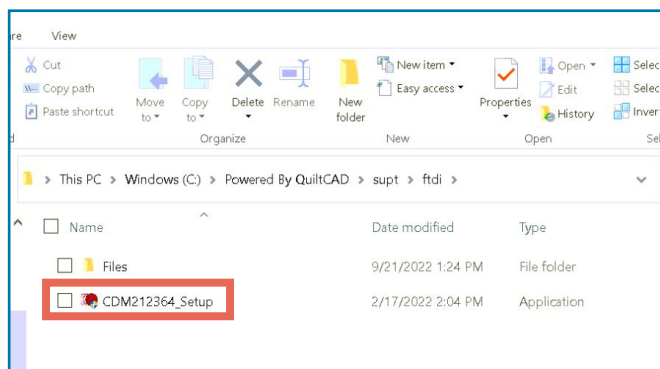 View
Cut
Copy path
Paste shortcut
Move to
Copy to
Delete
Rename
New folder
New item
Easy access
Properties
Open
Edit
History
Organize
New
Open
This PC > Windows (C:) > Powered By QuiltCAD > supt > ftdi >
Name Date modified Type
Files 9/21/2022 1:24 PM File folder
CDM212364_Setup 2/17/2022 2:04 PM Application